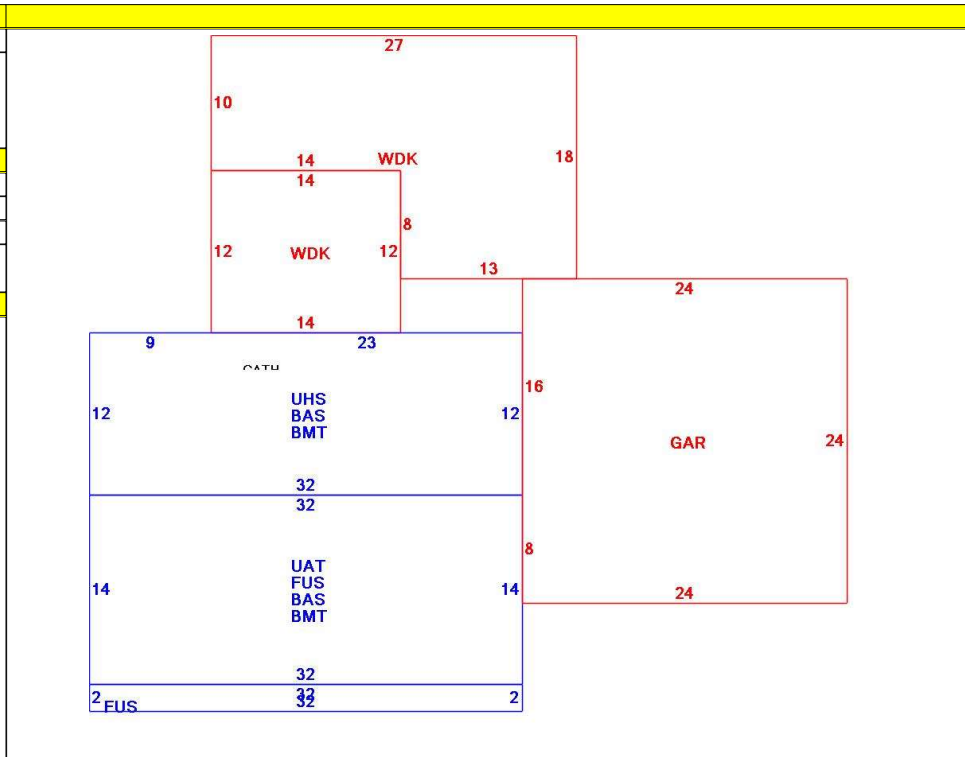 27
10
18
14 WDK
14
8
12 WDK 12
13
24
14
9 23
CATH
16
UHS
12 BAS 12
BMT
24
GAR
32
32
8
UAT
14 FUS 14
BAS
BMT
24
32
2 32 2
32
FUS